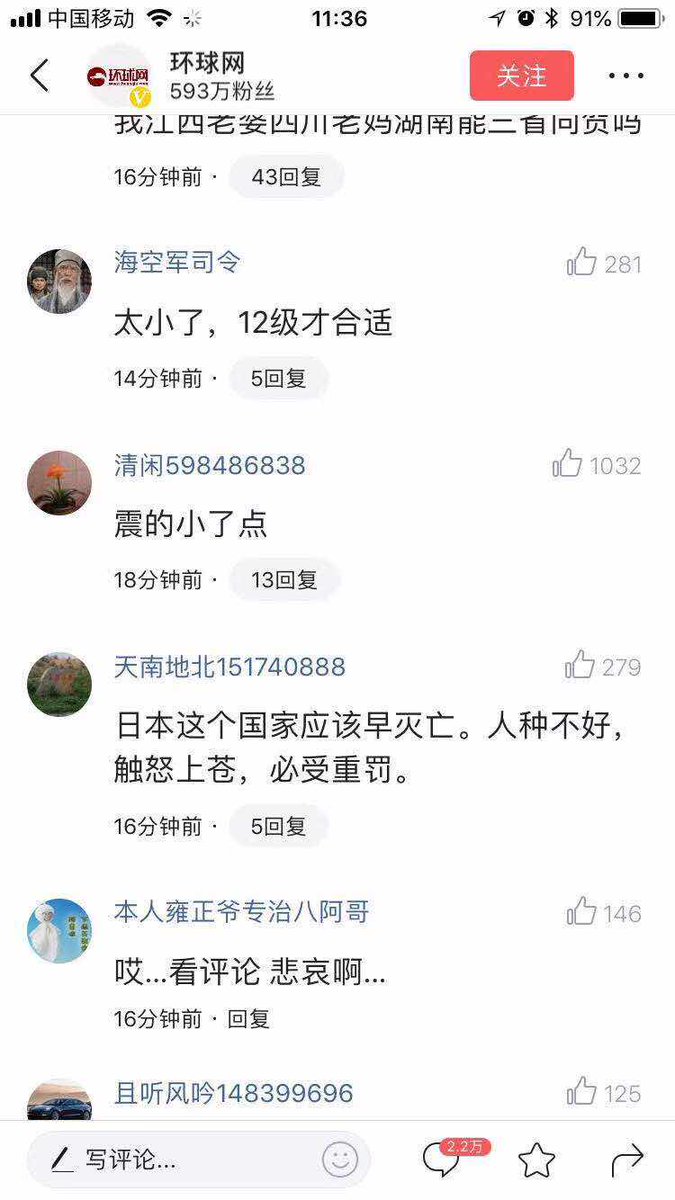 中国移动
11:36
91%
环球网
环球网
593万粉丝
关注
我江西老婆四川老妈湖南能三省同贺吗
16分钟前 · 43回复
海空军司令
281
太小了，12级才合适
14分钟前 · 5回复
清闲598486838
1032
震的小了点
18分钟前 · 13回复
天南地北151740888
279
日本这个国家应该早灭亡。人种不好，
触怒上苍，必受重罚。
16分钟前 · 5回复
本人雍正爷专治八阿哥
146
哎...看评论 悲哀啊...
16分钟前 · 回复
且听风吟148399696
125
写评论...
2.2万